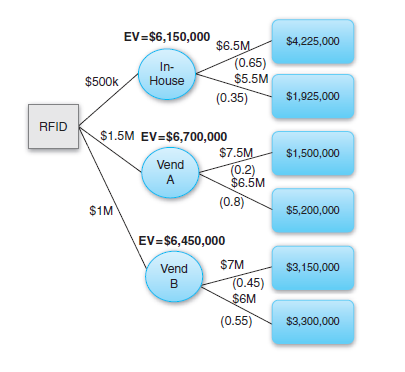 EV=$6,150,000
$6.5M
$4,225,000
In-
House
(0.65)
$5.5M
$500k
(0.35)
$1,925,000
RFID
$1.5M
EV=$6,700,000
$7.5M
$1,500,000
Vend
A
(0.2)
$6.5M
(0.8)
$5,200,000
$1M
EV=$6,450,000
$7M
$3,150,000
Vend
B
(0.45)
$6M
(0.55)
$3,300,000